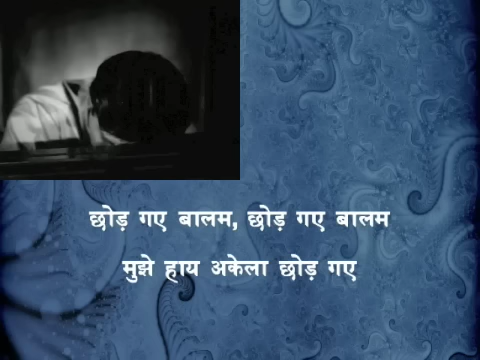 छोड़ गए बालम, छोड़ गए बालम
मुझे हाय अकेला छोड़ गए